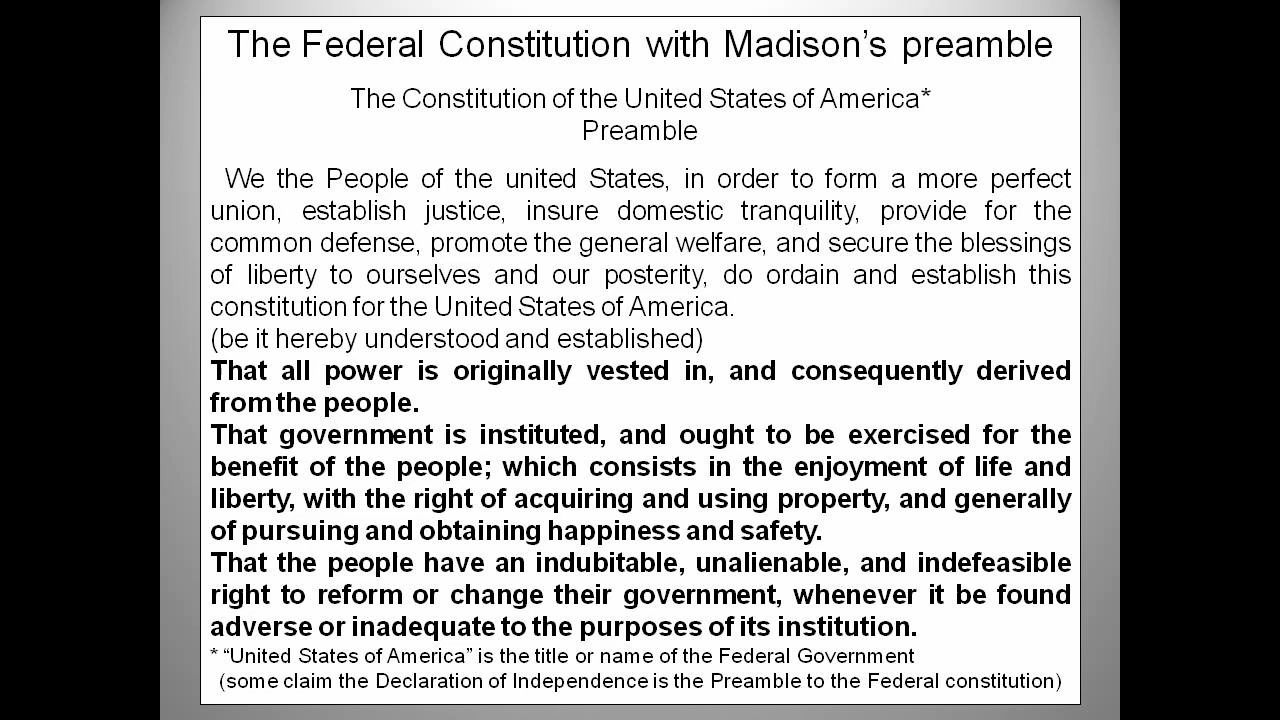 The Federal Constitution with Madison's preamble
The Constitution of the United States of America*
Preamble
We the People of the united States, in order to form a more perfect
union, establish justice, insure domestic tranquility, provide for the
common defense, promote the general welfare, and secure the blessings
of liberty to ourselves and our posterity, do ordain and establish this
constitution for the United States of America.
(be it hereby understood and established)
That all power is originally vested in, and consequently derived
from the people.
That government is instituted, and ought to be exercised for the
benefit of the people; which consists in the enjoyment of life and
liberty, with the right of acquiring and using property, and generally
of pursuing and obtaining happiness and safety.
That the people have an indubitable, unalienable, and indefeasible
right to reform or change their government, whenever it be found
adverse or inadequate to the purposes of its institution.
* “United States of America” is the title or name of the Federal Government
(some claim the Declaration of Independence is the Preamble to the Federal constitution)